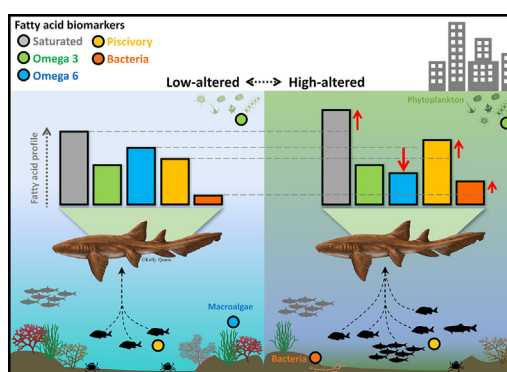 Fatty acid biomarkers
Saturated
Piscivory
Omega 3
Bacteria
Omega 6
Low-altered
High-altered
Fatty acid profile
Phytoplankton
©Kelly Quinn
Macroalgae
Bacteria